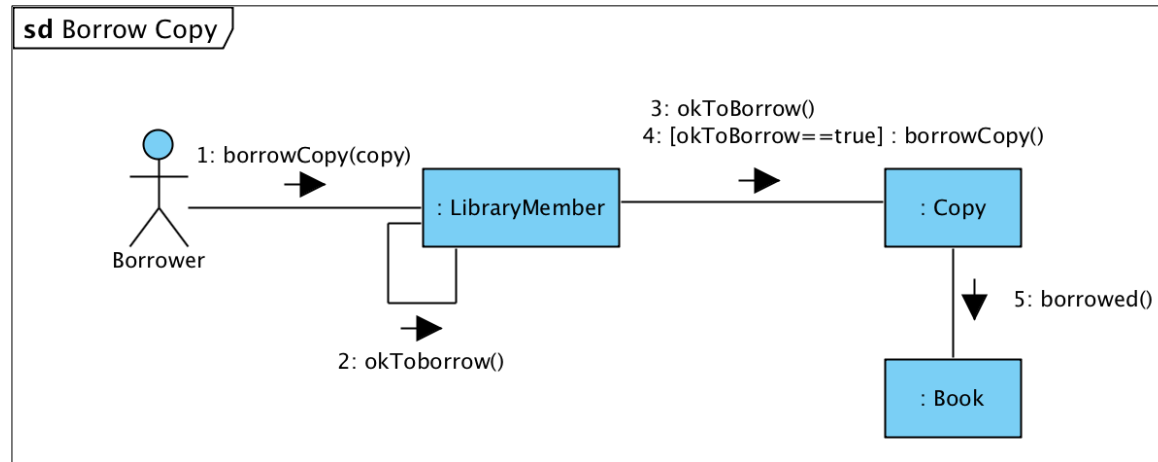 sd Borrow Copy
3: okToBorrow()
4: [okToBorrow==true] : borrowCopy()
1: borrowCopy(copy)
: LibraryMember
: Copy
Borrower
5: borrowed()
2: okToborrow()
: Book